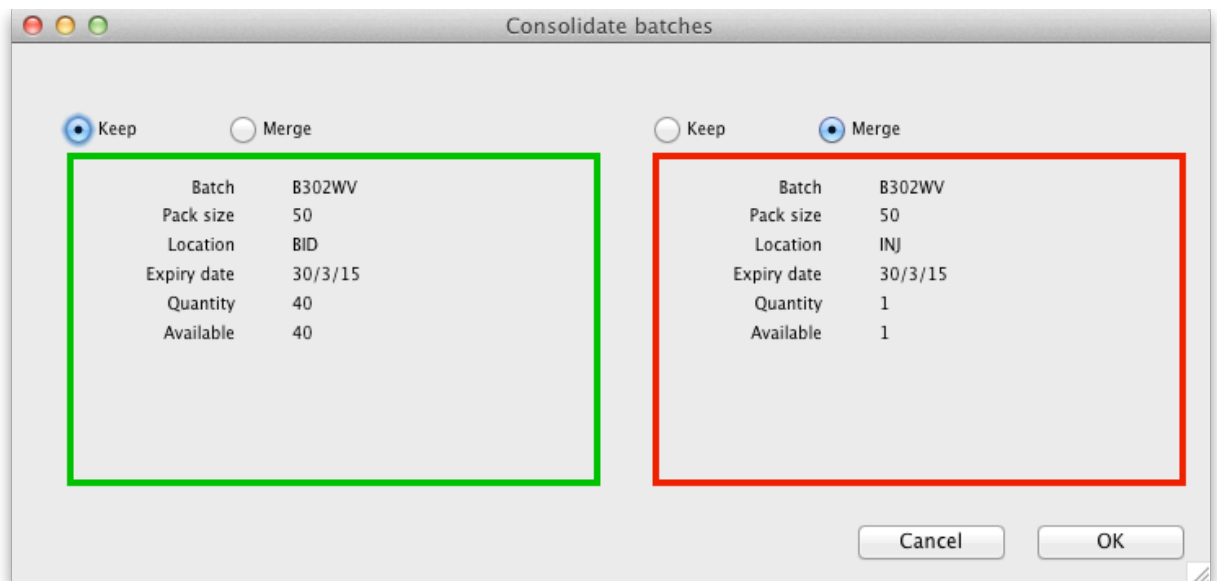 Consolidate batches
Keep Merge
Keep Merge
Batch B302WV
Pack size 50
Location BID
Expiry date 30/3/15
Quantity 40
Available 40
Batch B302WV
Pack size 50
Location INJ
Expiry date 30/3/15
Quantity 1
Available 1
Cancel OK